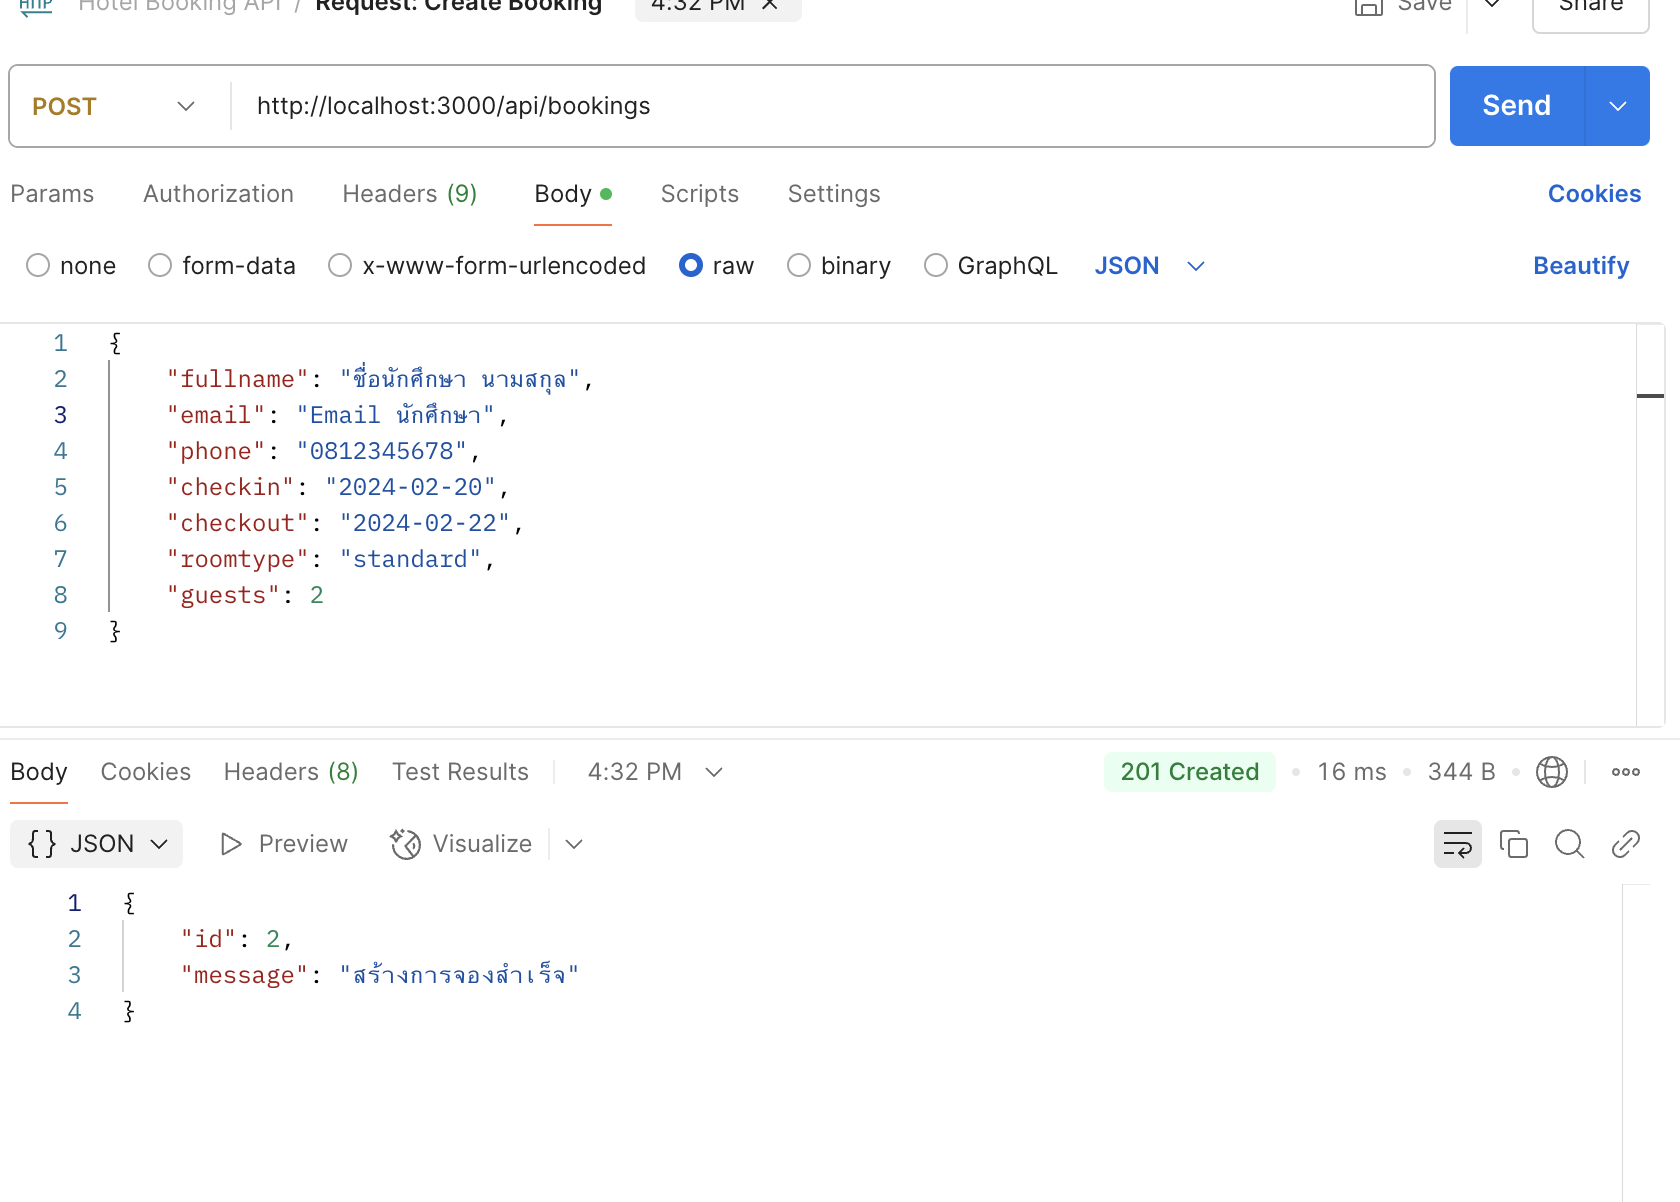 HTTP Hotel Booking API / Request: Create Booking 4:32 PM Save Share
POST http://localhost:3000/api/bookings Send
Params Authorization Headers (9) Body Scripts Settings Cookies
none form-data x-www-form-urlencoded raw binary GraphQL JSON Beautify
1 {
2 "fullname": "ชื่อนักศึกษา นามสกุล",
3 "email": "Email นักศึกษา",
4 "phone": "0812345678",
5 "checkin": "2024-02-20",
6 "checkout": "2024-02-22",
7 "roomtype": "standard",
8 "guests": 2
9 }
Body Cookies Headers (8) Test Results 4:32 PM 201 Created 16 ms 344 B
{} JSON Preview Visualize
1 {
2 "id": 2,
3 "message": "สร้างการจองสำเร็จ"
4 }